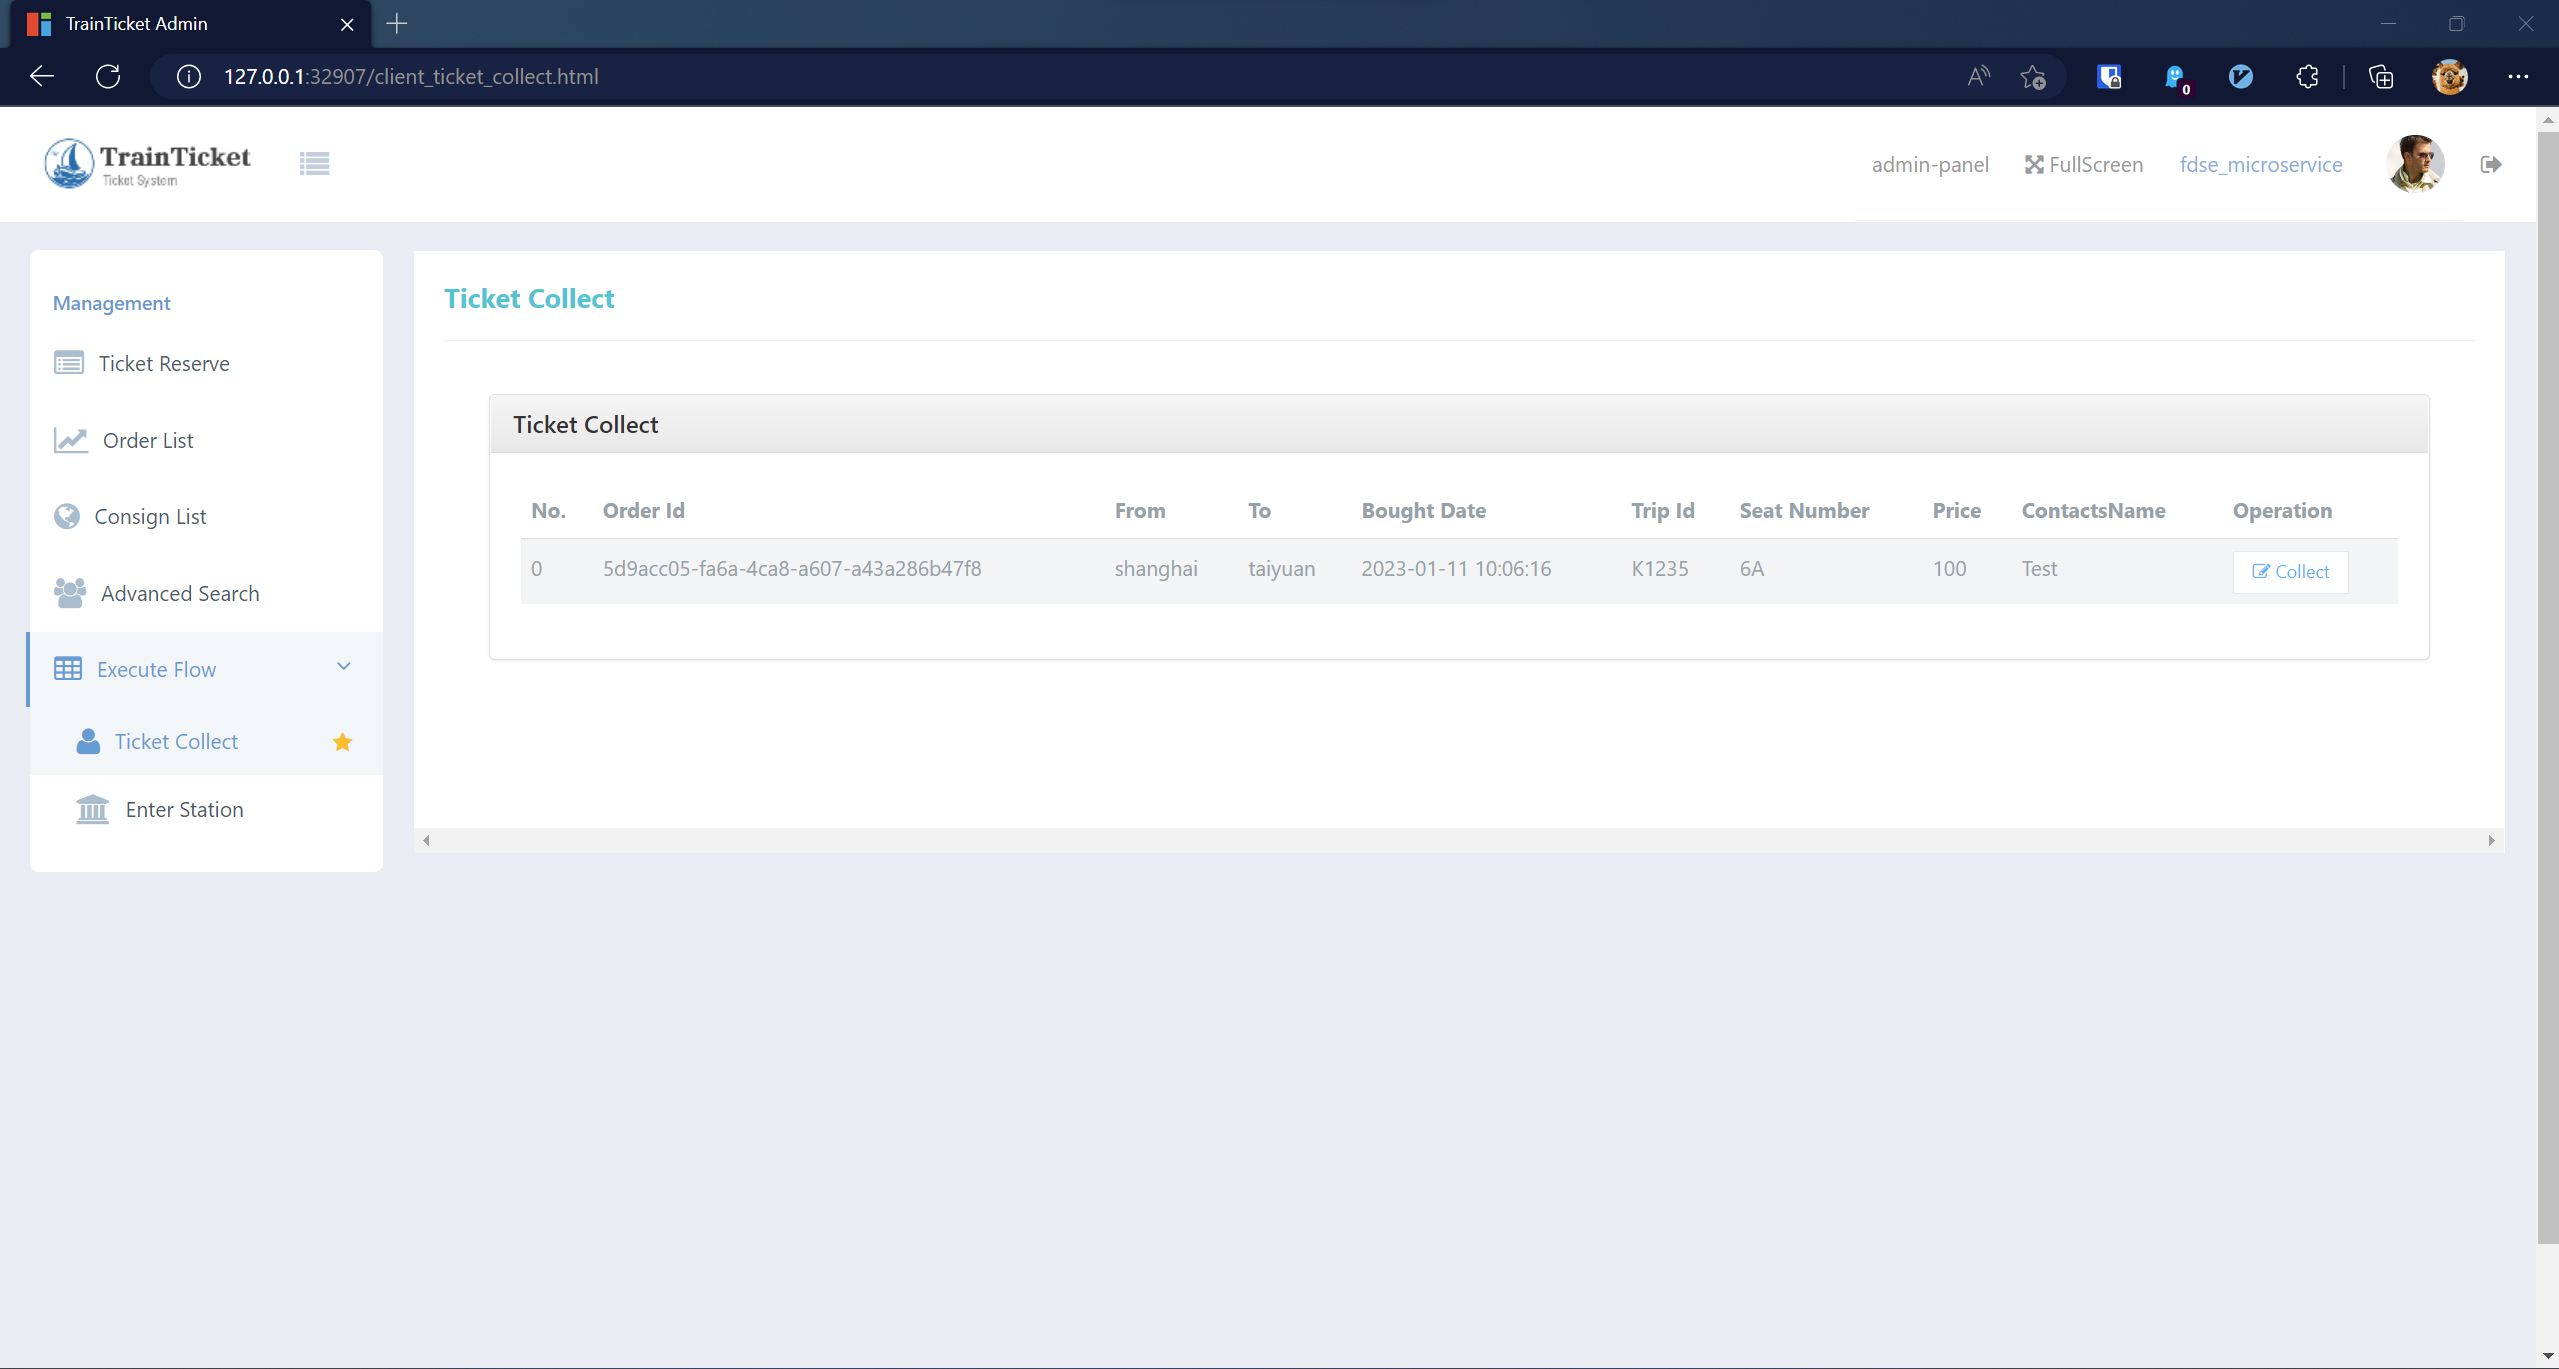 TrainTicket Admin
127.0.0.1:32907/client_ticket_collect.html
0
TrainTicket
Ticket System
admin-panel
FullScreen
fdse_microservice
Management
Ticket Reserve
Order List
Consign List
Advanced Search
Execute Flow
Ticket Collect
Enter Station
Ticket Collect
Ticket Collect
No. Order Id From To Bought Date Trip Id Seat Number Price ContactsName Operation
0 5d9acc05-fa6a-4ca8-a607-a43a286b47f8 shanghai taiyuan 2023-01-11 10:06:16 K1235 6A 100 Test Collect